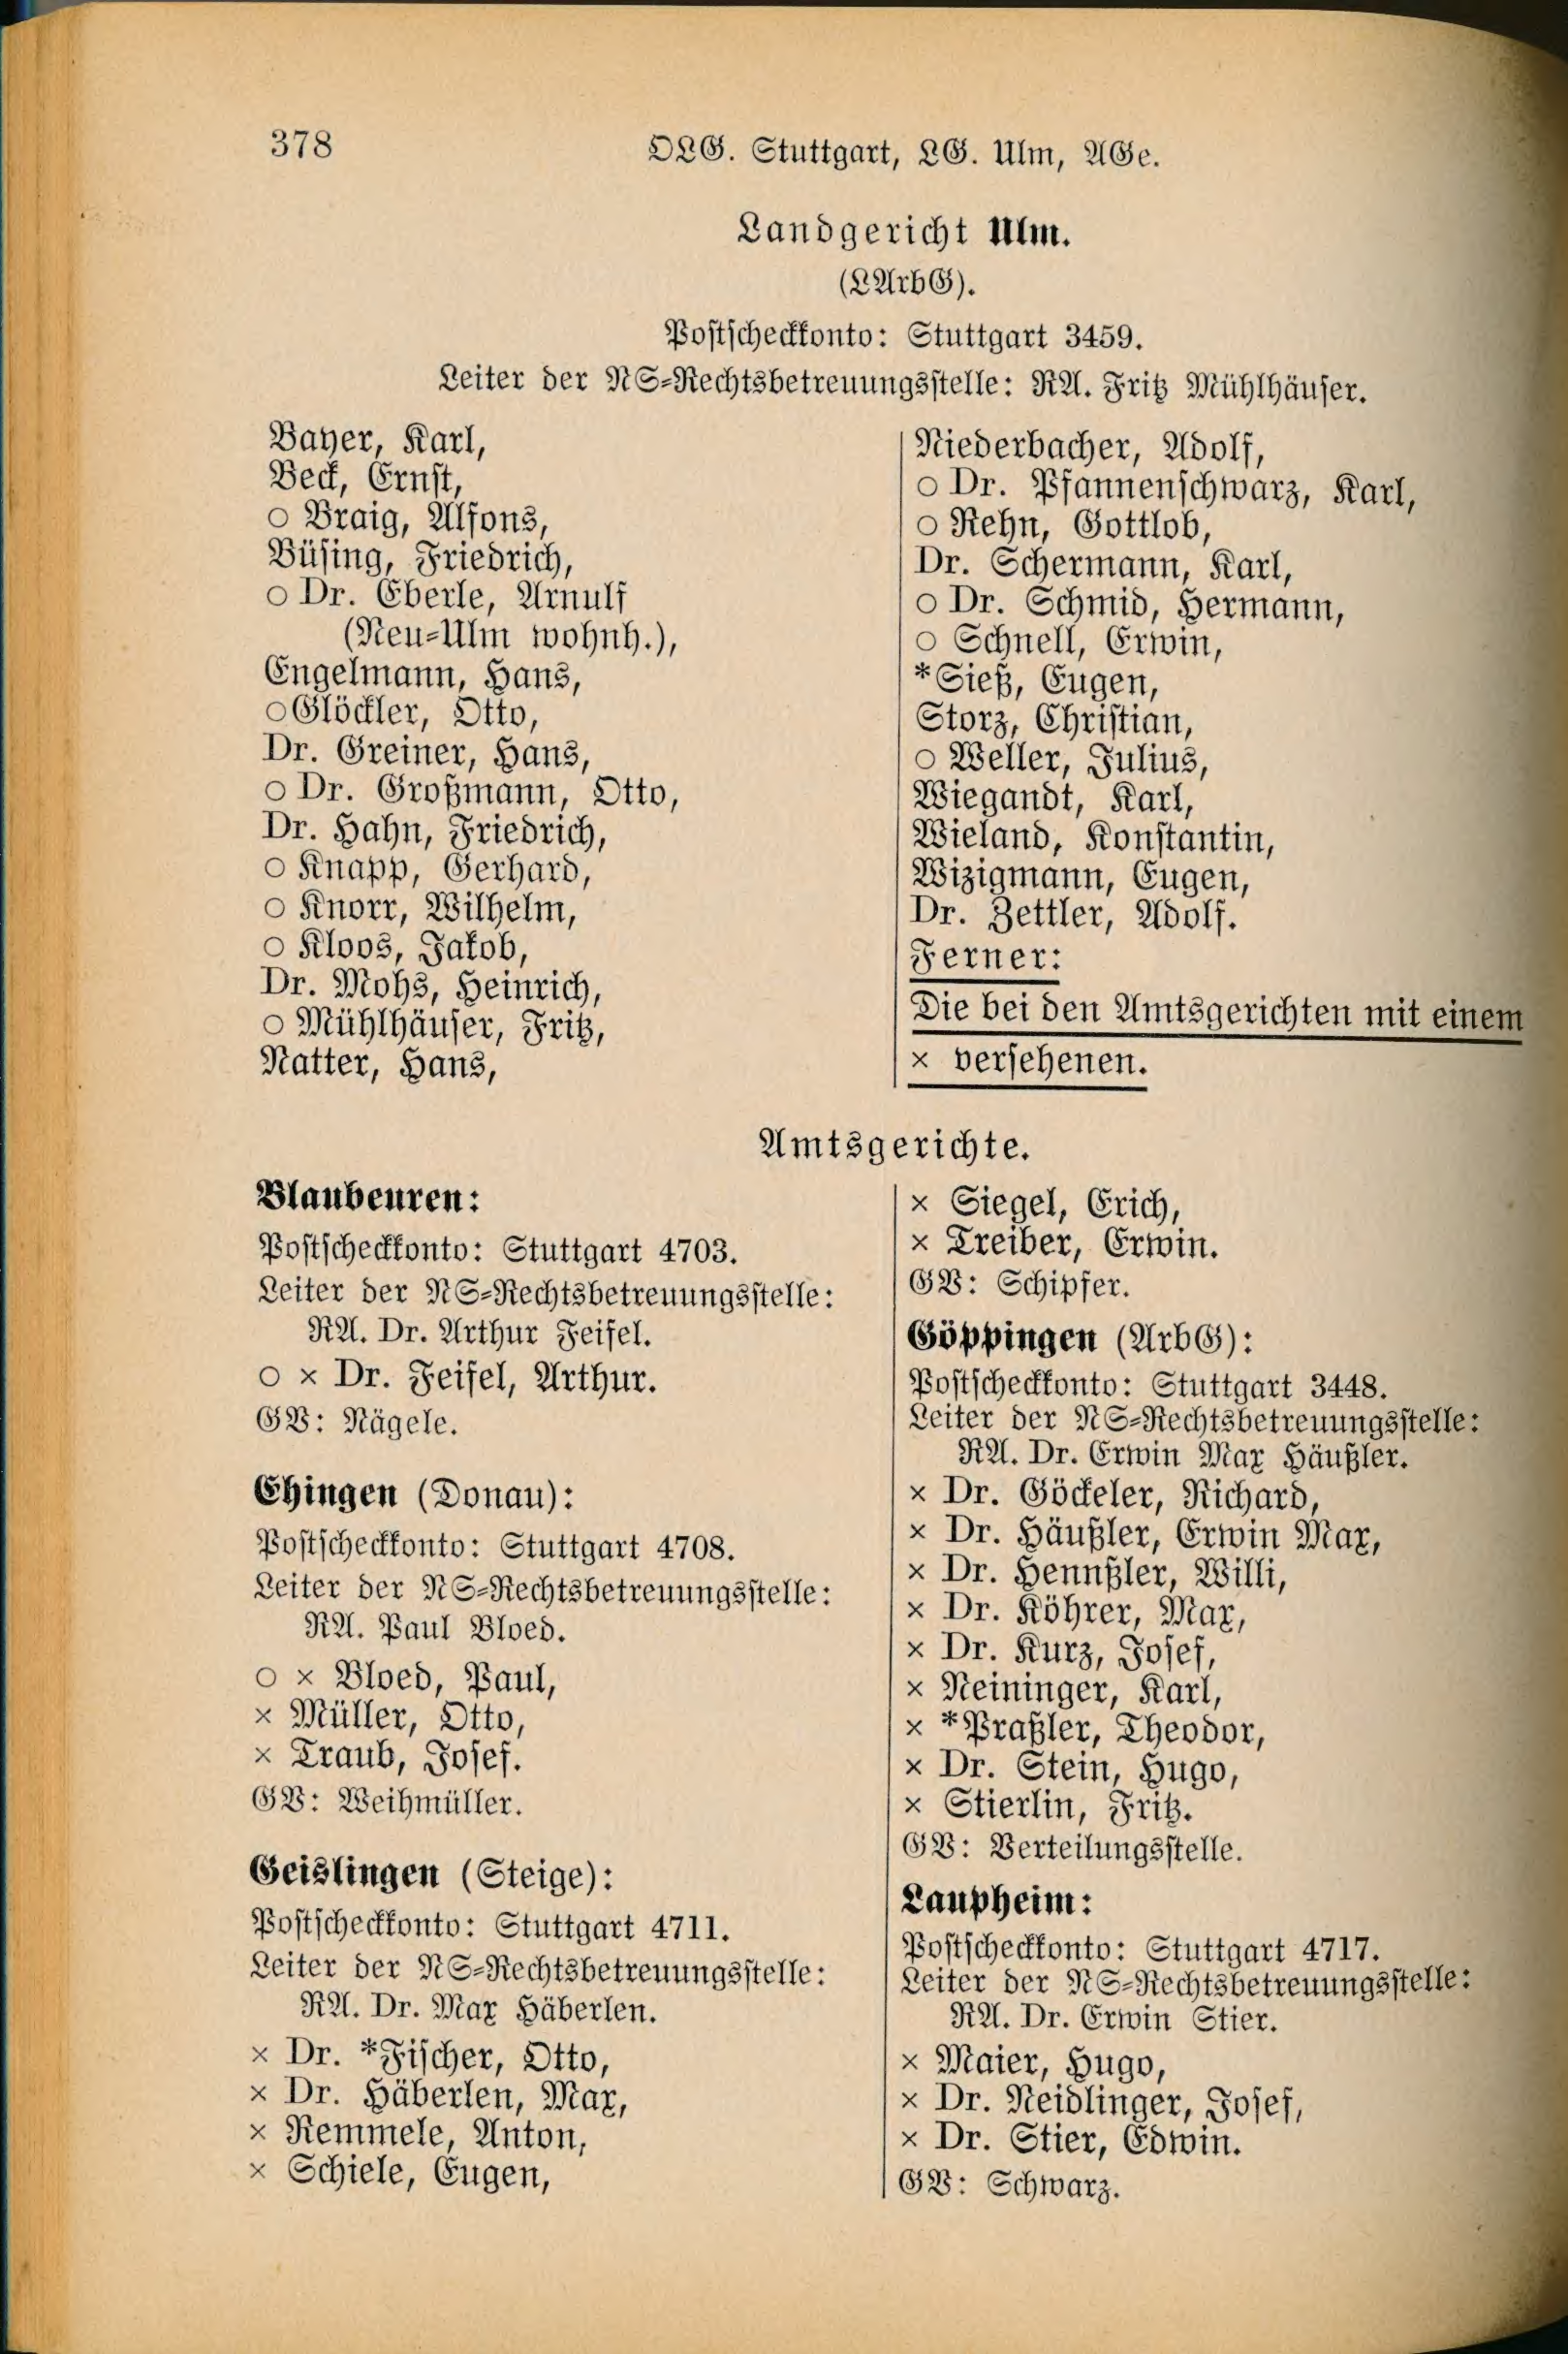 378
OLG. Stuttgart, LG. Ulm, AGe.
Landgericht Ulm.
(LArbG).
Postscheckkonto: Stuttgart 3459.
Leiter der NS-Rechtsbetreuungsstelle: RA. Fritz Mühlhäuser.
Bayer, Karl,
Beck, Ernst,
○ Braig, Alfons,
Büsing, Friedrich,
○ Dr. Eberle, Arnulf
(Neu-Ulm wohnh.),
Engelmann, Hans,
○ Glöckler, Otto,
Dr. Greiner, Hans,
○ Dr. Großmann, Otto,
Dr. Hahn, Friedrich,
○ Knapp, Gerhard,
○ Knorr, Wilhelm,
○ Kloos, Jakob,
Dr. Mohs, Heinrich,
○ Mühlhäuser, Fritz,
Natter, Hans,
Niederbacher, Adolf,
○ Dr. Pfannenschwarz, Karl,
○ Rehn, Gottlob,
Dr. Schermann, Karl,
○ Dr. Schmid, Hermann,
○ Schnell, Erwin,
*Sieß, Eugen,
Storz, Christian,
○ Weller, Julius,
Wiegandt, Karl,
Wieland, Konstantin,
Wizigmann, Eugen,
Dr. Zettler, Adolf.
Ferner:
Die bei den Amtsgerichten mit einem
× versehenen.
Amtsgerichte.
Blaubeuren:
Postscheckkonto: Stuttgart 4703.
Leiter der NS-Rechtsbetreuungsstelle:
RA. Dr. Arthur Feifel.
○ × Dr. Feifel, Arthur.
GV: Nägele.
Ehingen (Donau):
Postscheckkonto: Stuttgart 4708.
Leiter der NS-Rechtsbetreuungsstelle:
RA. Paul Bloed.
○ × Bloed, Paul,
× Müller, Otto,
× Traub, Josef.
GV: Weihmüller.
Geislingen (Steige):
Postscheckkonto: Stuttgart 4711.
Leiter der NS-Rechtsbetreuungsstelle:
RA. Dr. Max Häberlen.
× Dr. *Fischer, Otto,
× Dr. Häberlen, Max,
× Remmele, Anton,
× Schiele, Eugen,
× Siegel, Erich,
× Treiber, Erwin.
GV: Schipfer.
Göppingen (ArbG):
Postscheckkonto: Stuttgart 3448.
Leiter der NS-Rechtsbetreuungsstelle:
RA. Dr. Erwin Max Häußler.
× Dr. Göckeler, Richard,
× Dr. Häußler, Erwin Max,
× Dr. Hennßler, Willi,
× Dr. Köhrer, Max,
× Dr. Kurz, Josef,
× Neininger, Karl,
× *Praßler, Theodor,
× Dr. Stein, Hugo,
× Stierlin, Fritz.
GV: Verteilungsstelle.
Laupheim:
Postscheckkonto: Stuttgart 4717.
Leiter der NS-Rechtsbetreuungsstelle:
RA. Dr. Erwin Stier.
× Maier, Hugo,
× Dr. Neidlinger, Josef,
× Dr. Stier, Edwin.
GV: Schwarz.